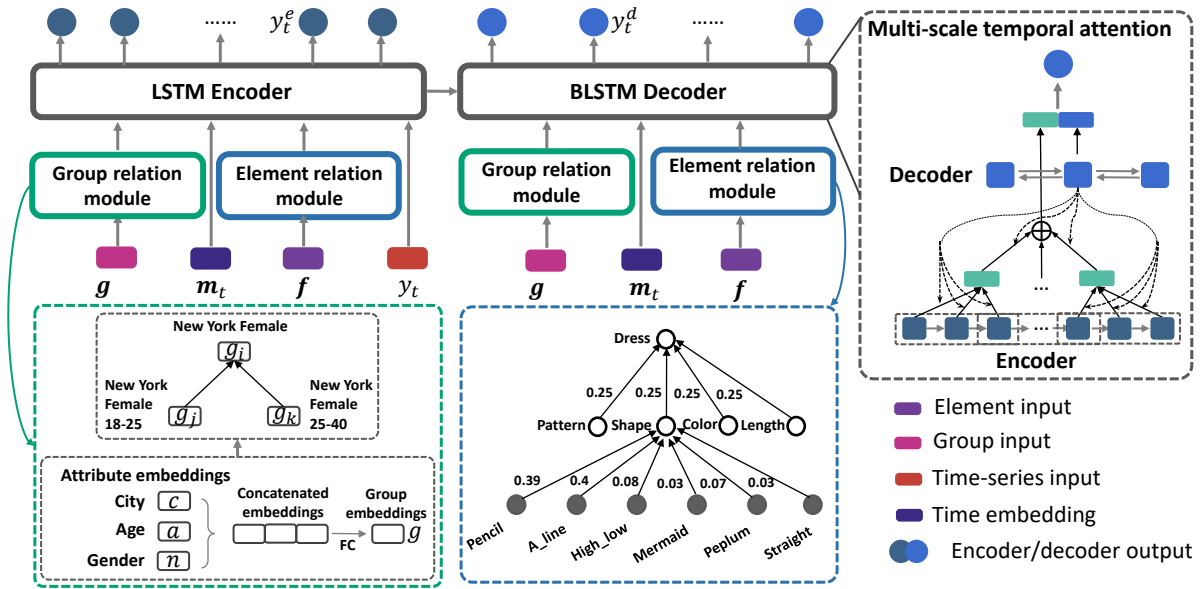 …… y_t^e
y_t^d ……
LSTM Encoder
BLSTM Decoder
Group relation
module
Element relation
module
Group relation
module
Element relation
module
g m_t f y_t
g m_t f
New York Female
g_i
New York
Female
18-25
g_j
g_k
New York
Female
25-40
Attribute embeddings
City c
Age a
Gender n
Concatenated
embeddings
FC
Group
embeddings
g
Dress
0.25 0.25 0.25 0.25
Pattern Shape Color Length
0.39 0.4 0.08 0.03 0.07 0.03
Pencil A_line High_low Mermaid Peplum Straight
Multi-scale temporal attention
Decoder
...
...
Encoder
Element input
Group input
Time-series input
Time embedding
Encoder/decoder output